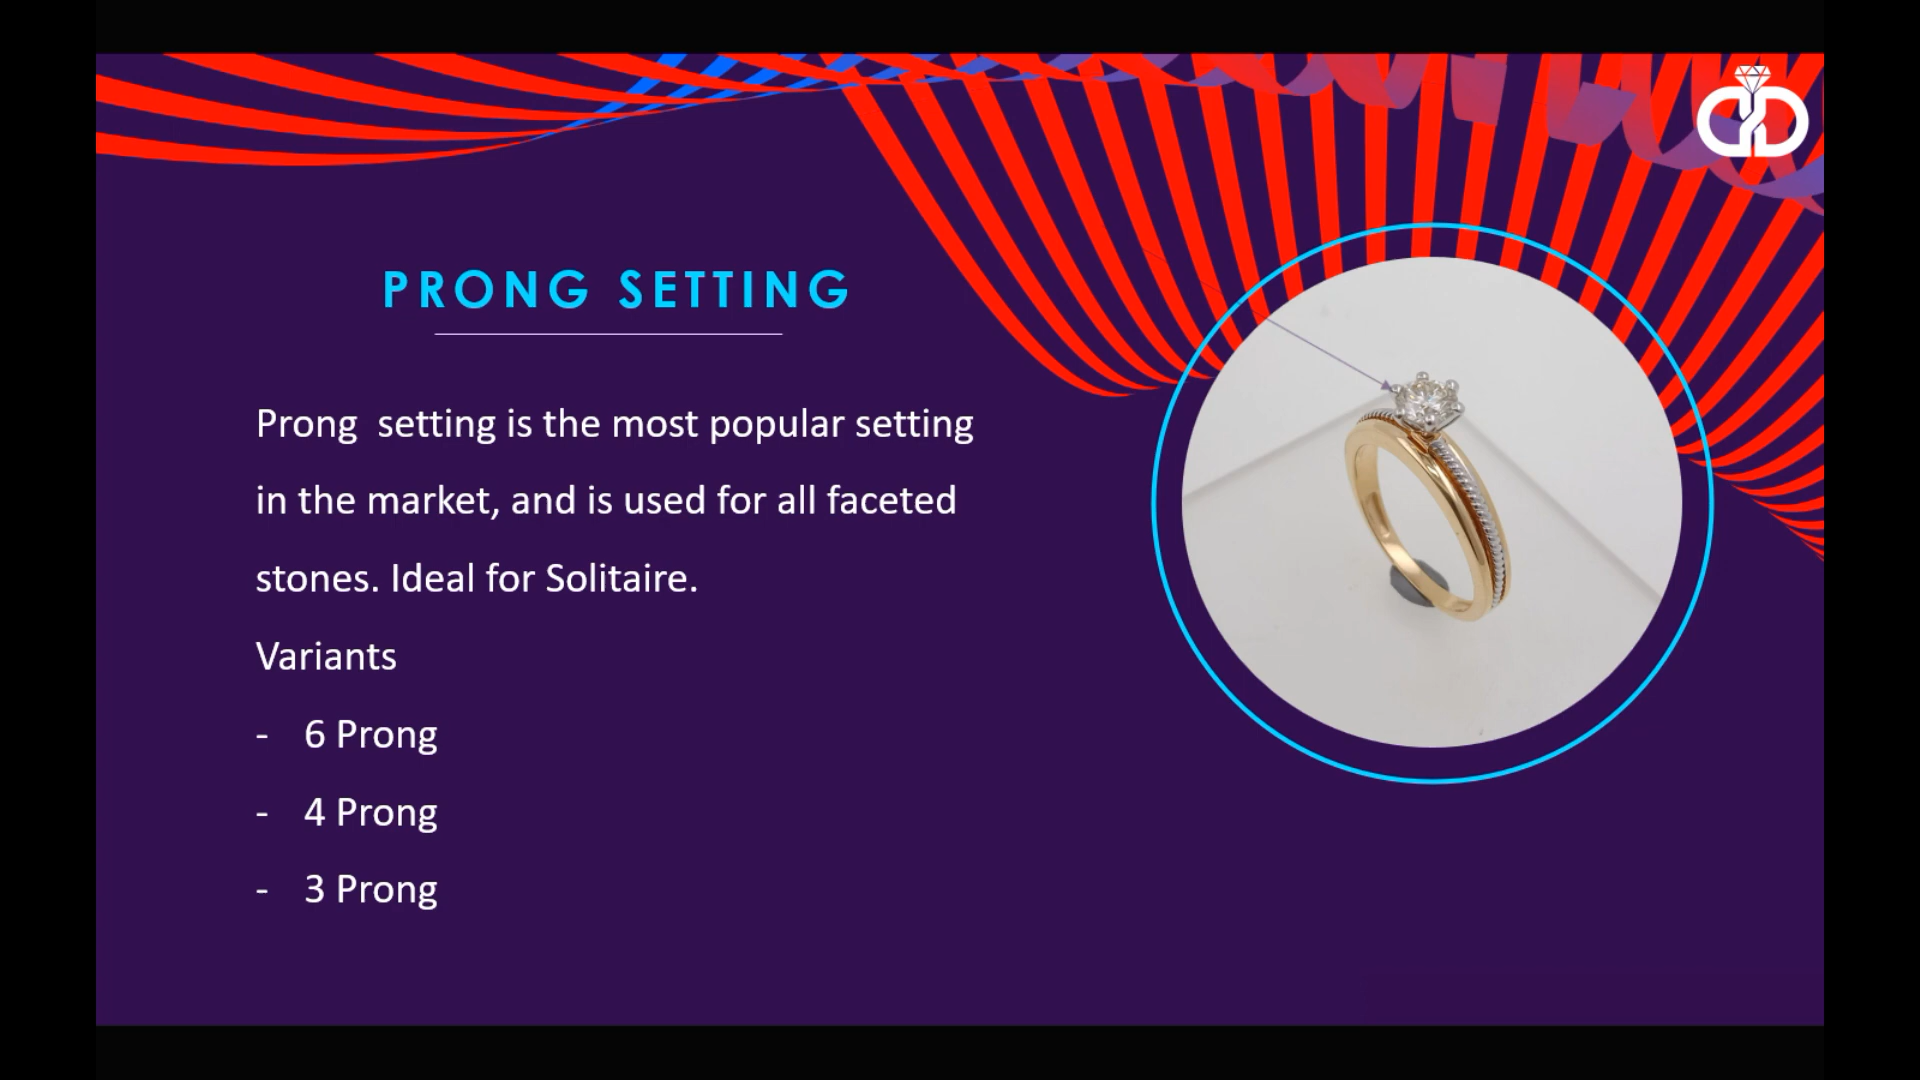 PRONG SETTING
Prong  setting is the most popular setting
in the market, and is used for all faceted
stones. Ideal for Solitaire.
Variants
- 6 Prong
- 4 Prong
- 3 Prong